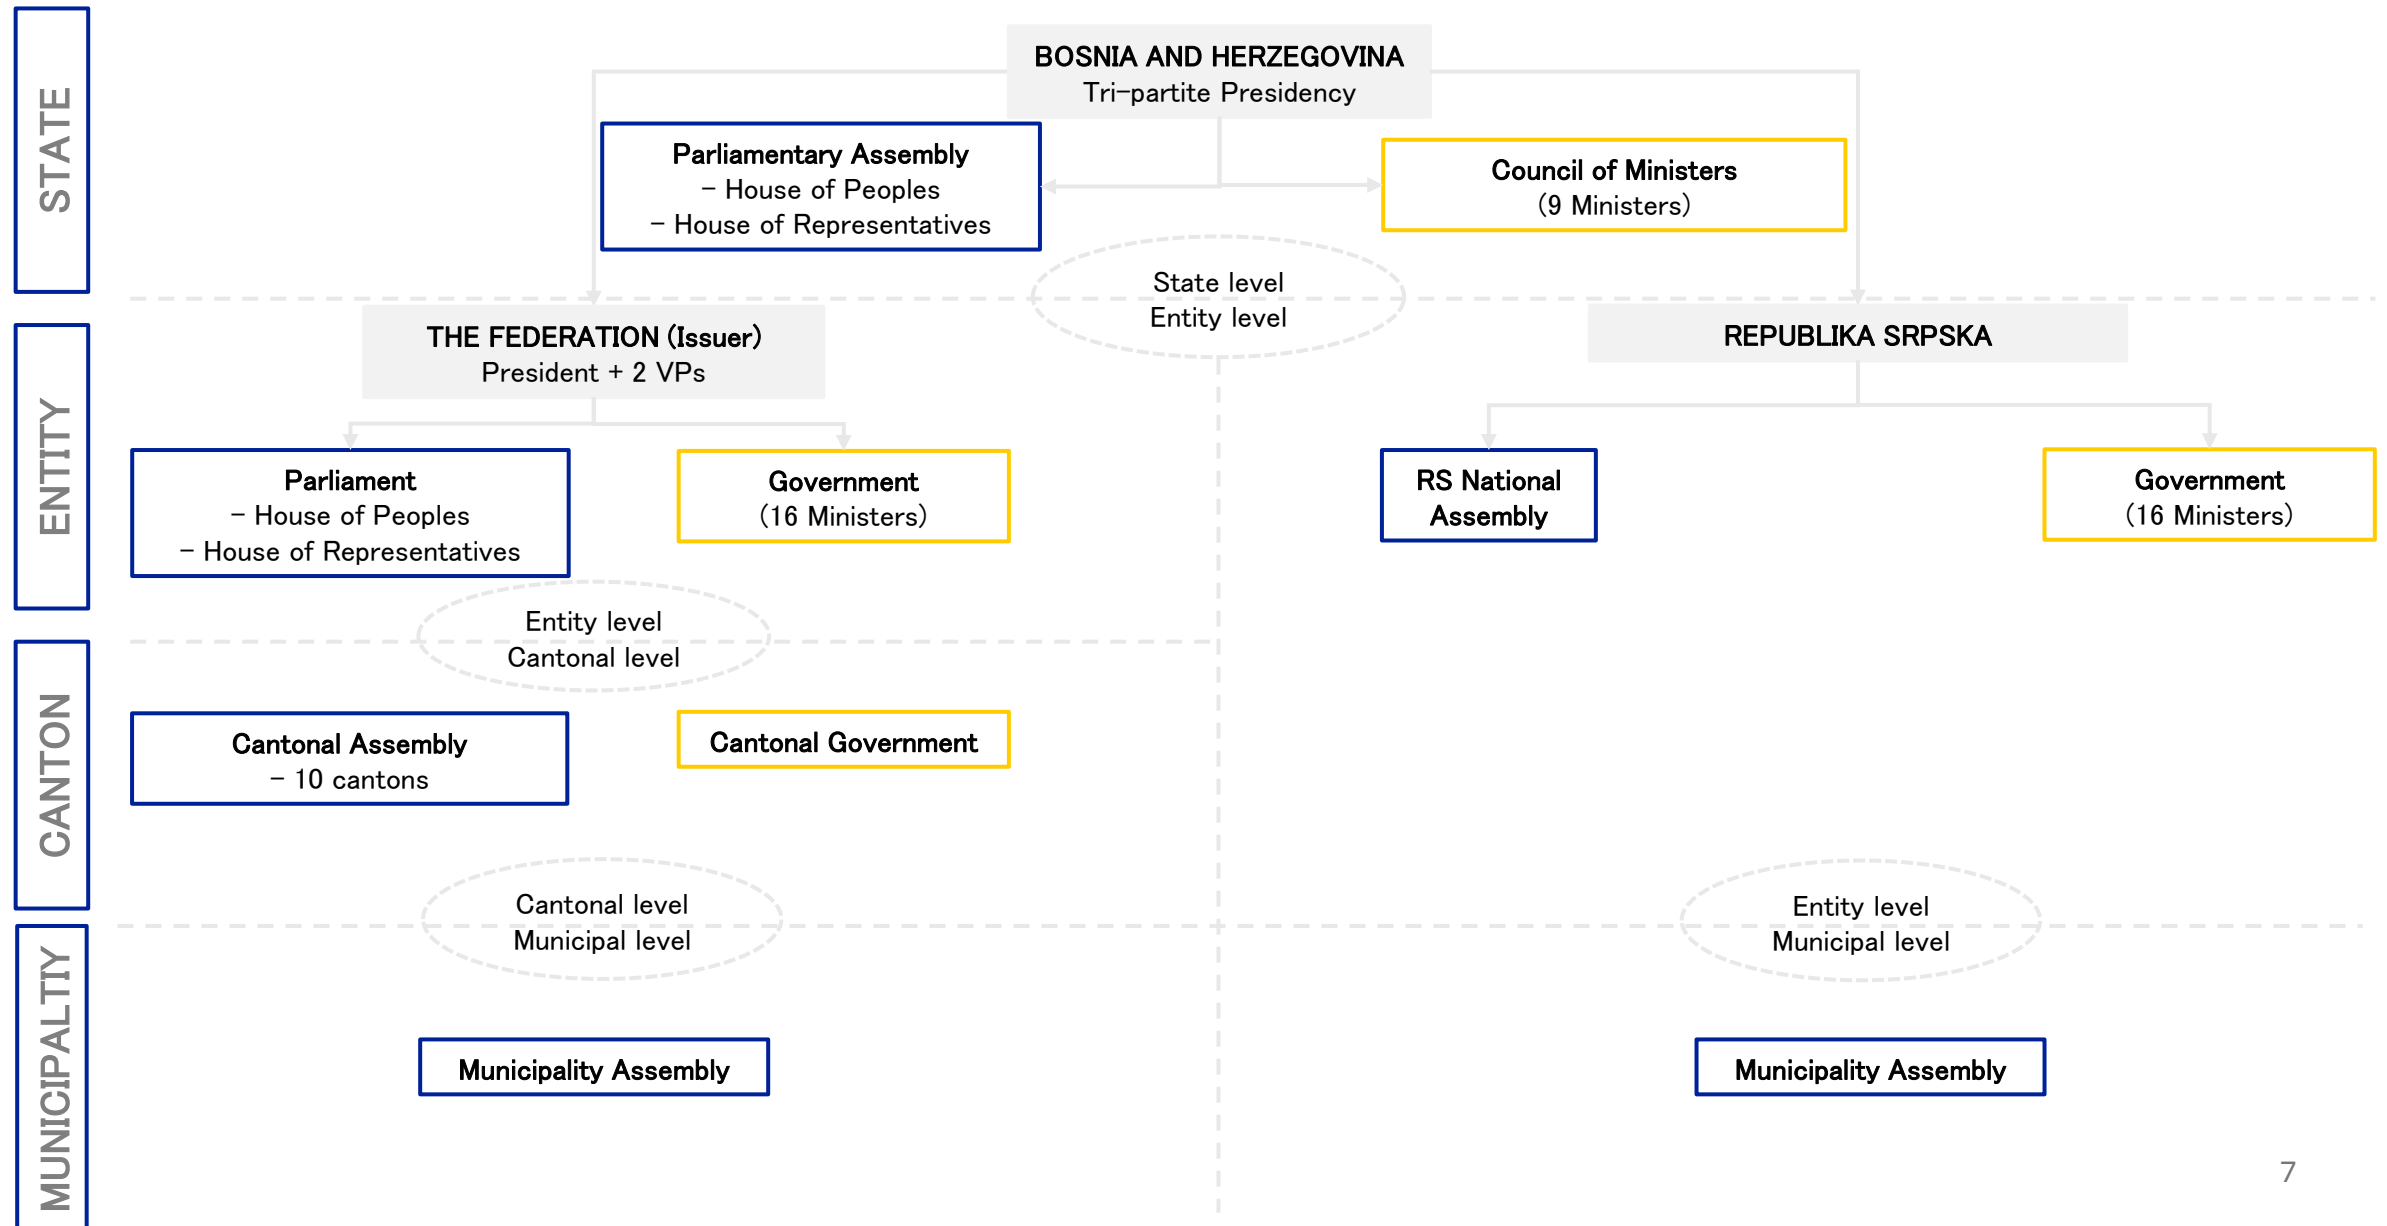 STATE
BOSNIA AND HERZEGOVINA
Tri-partite Presidency
Parliamentary Assembly
- House of Peoples
- House of Representatives
Council of Ministers
(9 Ministers)
State level
Entity level
ENTITY
THE FEDERATION (Issuer)
President + 2 VPs
REPUBLIKA SRPSKA
Parliament
- House of Peoples
- House of Representatives
Government
(16 Ministers)
RS National
Assembly
Government
(16 Ministers)
Entity level
Cantonal level
CANTON
Cantonal Assembly
- 10 cantons
Cantonal Government
Cantonal level
Municipal level
Entity level
Municipal level
MUNICIPALTIY
Municipality Assembly
Municipality Assembly
7